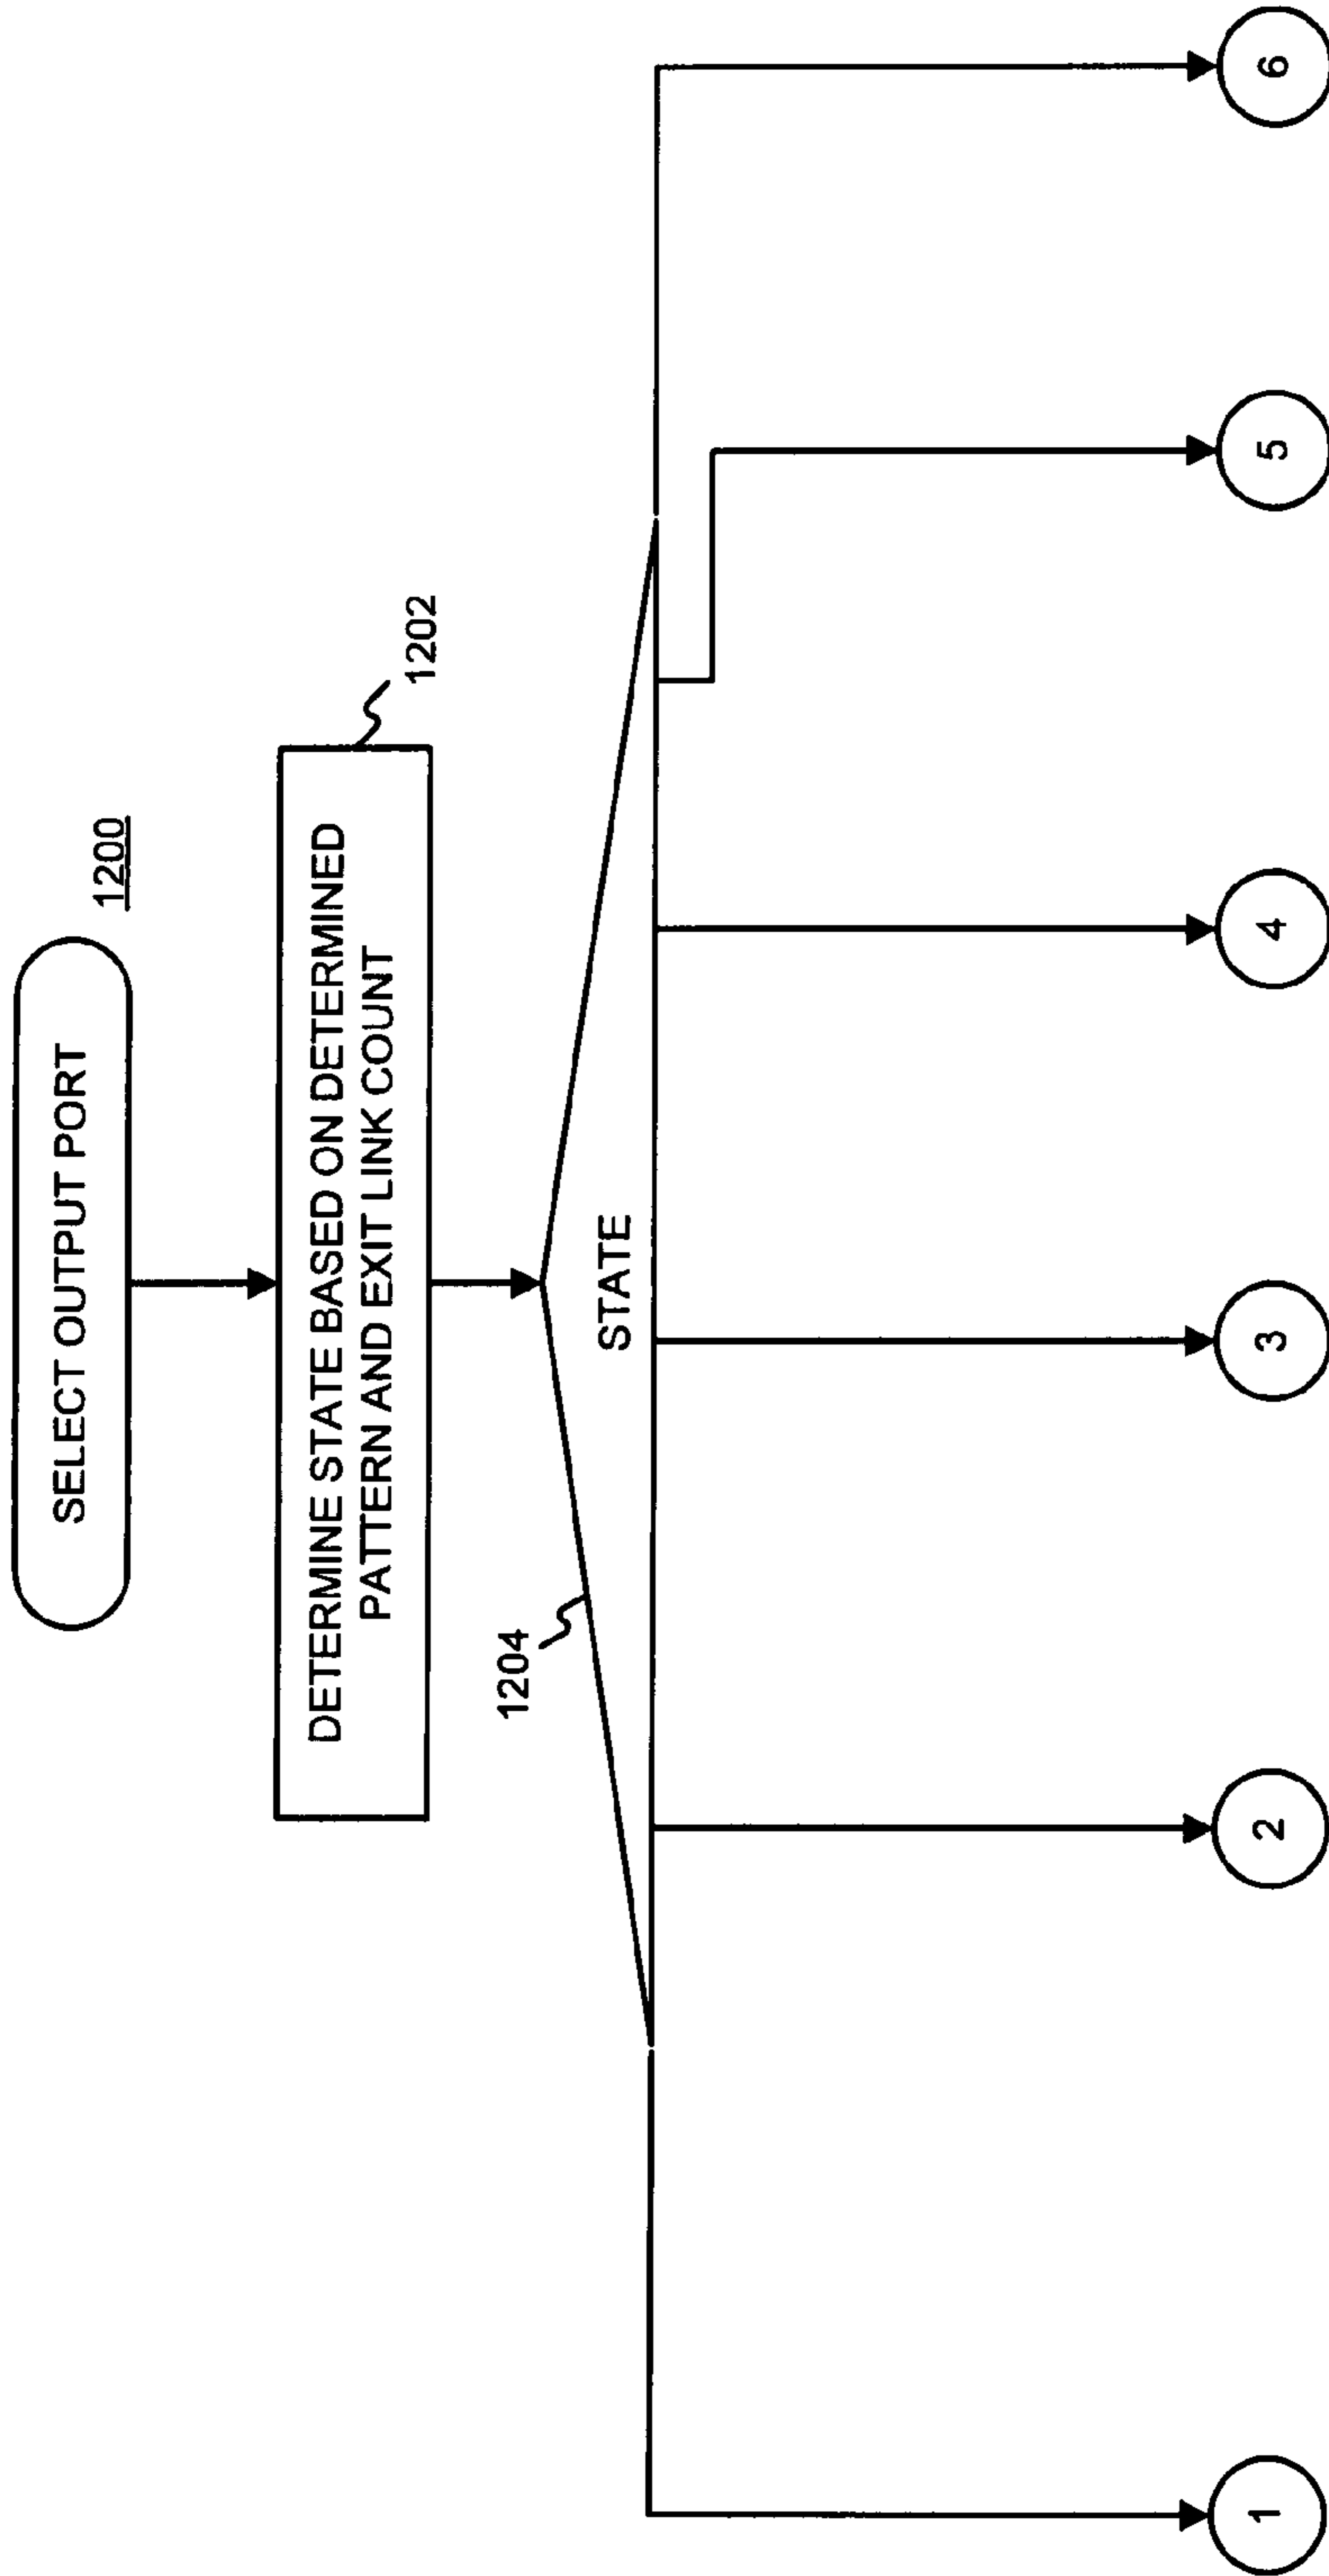 SELECT OUTPUT PORT
1200
DETERMINE STATE BASED ON DETERMINED
PATTERN AND EXIT LINK COUNT
1202
1204
STATE
1
2
3
4
5
6